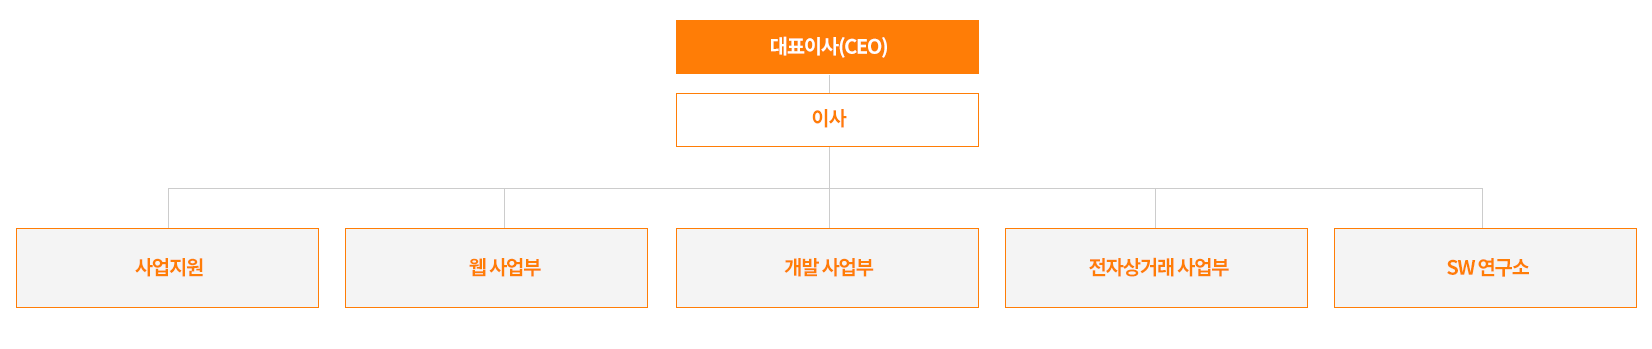 대표이사(CEO)
이사
사업지원
웹 사업부
개발 사업부
전자상거래 사업부
SW 연구소